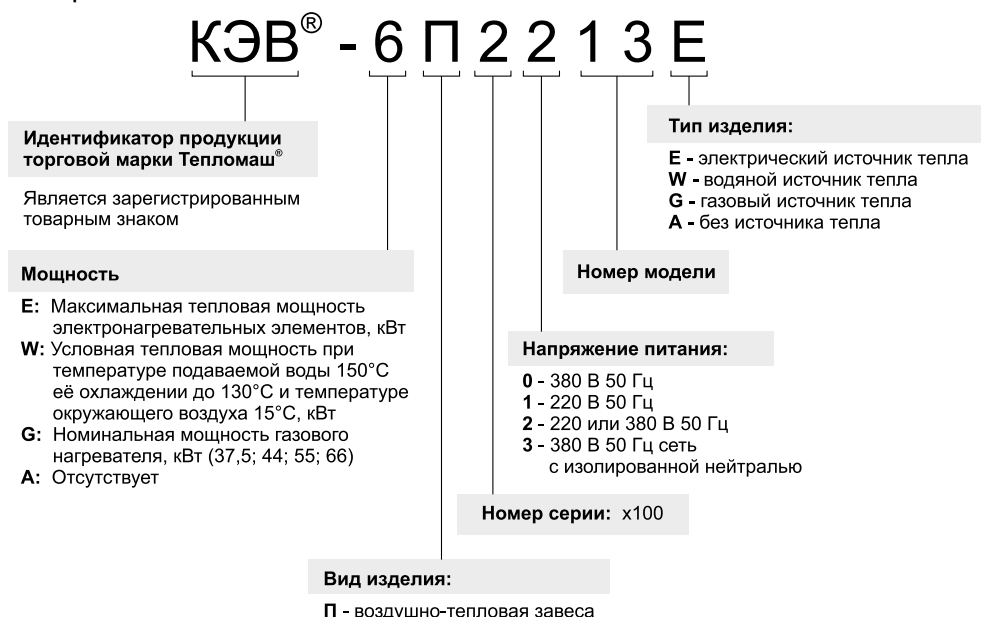 КЭВ® - 6 П 2 2 1 3 Е
Идентификатор продукции
торговой марки Тепломаш®
Является зарегистрированным
товарным знаком
Мощность
E: Максимальная тепловая мощность
электронагревательных элементов, кВт
W: Условная тепловая мощность при
температуре подаваемой воды 150°С
её охлаждении до 130°С и температуре
окружающего воздуха 15°С, кВт
G: Номинальная мощность газового
нагревателя, кВт (37,5; 44; 55; 66)
A: Отсутствует
Тип изделия:
E - электрический источник тепла
W - водяной источник тепла
G - газовый источник тепла
A - без источника тепла
Номер модели
Напряжение питания:
0 - 380 В 50 Гц
1 - 220 В 50 Гц
2 - 220 или 380 В 50 Гц
3 - 380 В 50 Гц сеть
с изолированной нейтралью
Номер серии: х100
Вид изделия:
П - воздушно-тепловая завеса